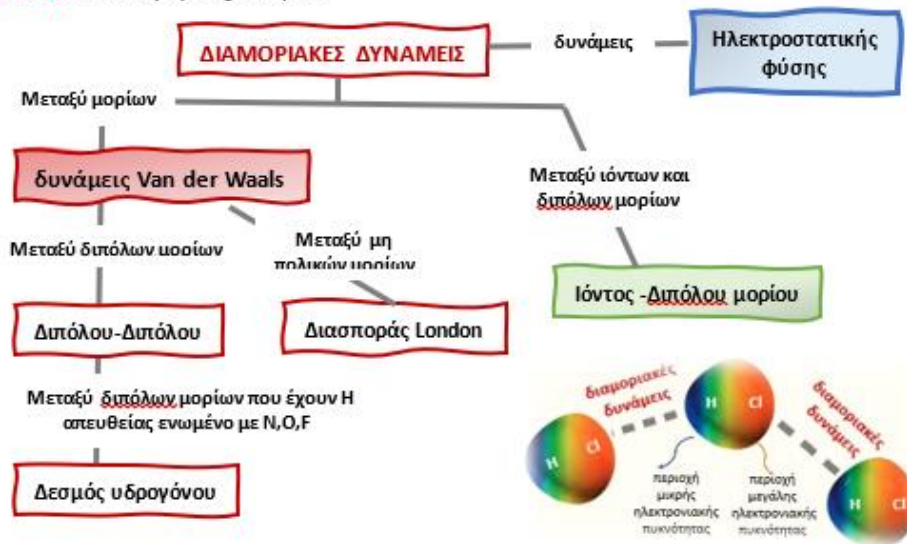 ΔΙΑΜΟΡΙΑΚΕΣ ΔΥΝΑΜΕΙΣ
δυνάμεις
Ηλεκτροστατικής
φύσης
Μεταξύ μορίων
δυνάμεις Van der Waals
Μεταξύ ιόντων και
διπόλων μορίων
Μεταξύ διπόλων μορίων
Μεταξύ μη
πολικών μορίων
Ιόντος -Διπόλου μορίου
Διπόλου-Διπόλου
Διασποράς London
Μεταξύ διπόλων μορίων που έχουν Η
απευθείας ενωμένο με N,O,F
Δεσμός υδρογόνου
διαμοριακές
δυνάμεις
διαμοριακές
δυνάμεις
H Cl
H Cl
H Cl
περιοχή
μικρής
ηλεκτρονιακής
πυκνότητας
περίοχή
μεγάλης
ηλεκτρονιακής
πυκνότητας